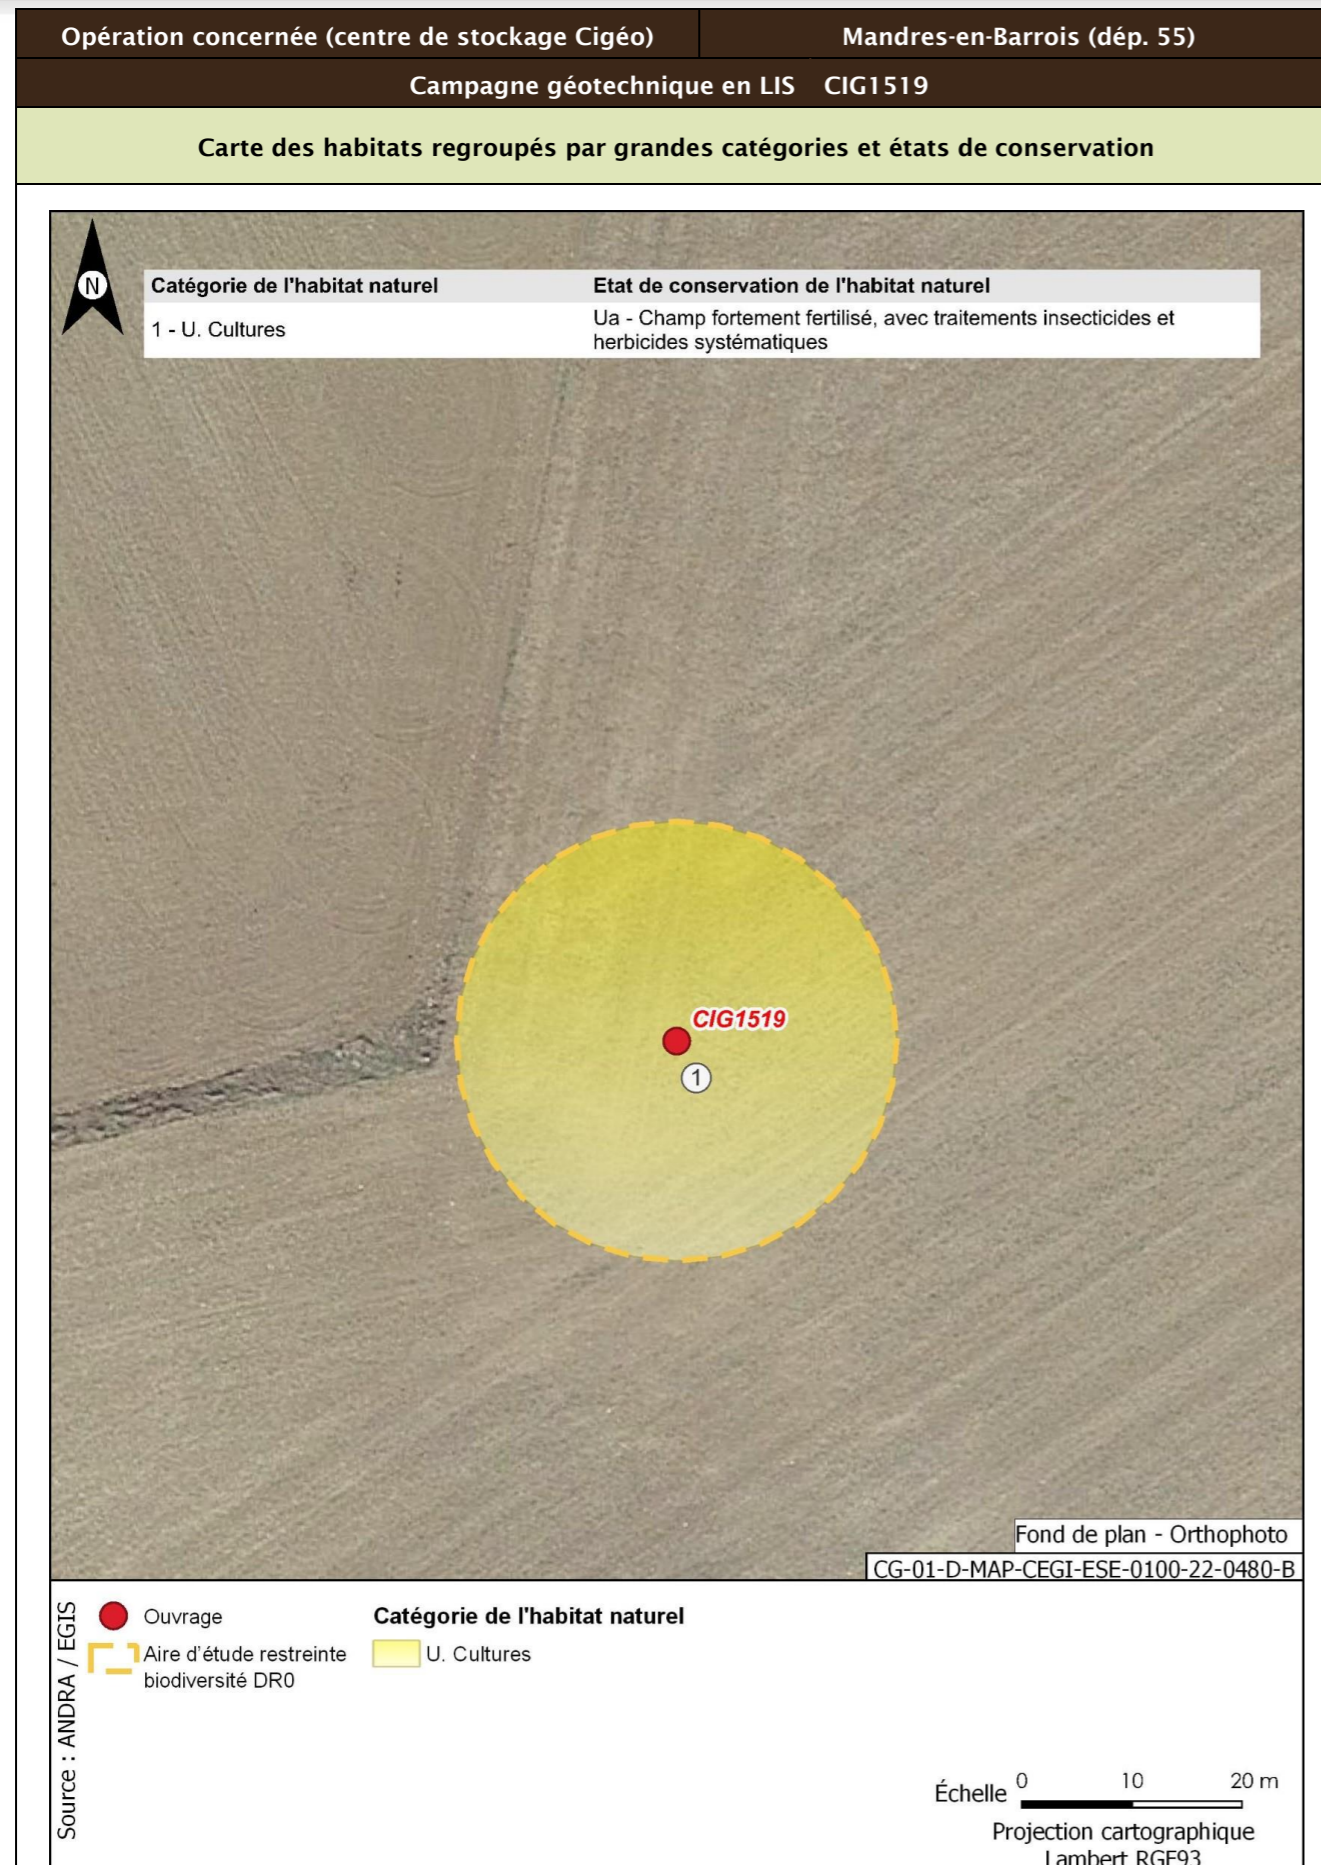 Opération concernée (centre de stockage Cigéo) Mandres-en-Barrois (dép. 55)
Campagne géotechnique en LIS CIG1519
Carte des habitats regroupés par grandes catégories et états de conservation
N
Catégorie de l'habitat naturel Etat de conservation de l'habitat naturel
1 - U. Cultures Ua - Champ fortement fertilisé, avec traitements insecticides et
herbicides systématiques
CIG1519
1
Fond de plan - Orthophoto
CG-01-D-MAP-CEGI-ESE-0100-22-0480-B
Source : ANDRA / EGIS
Ouvrage
Aire d'étude restreinte
biodiversité DR0
Catégorie de l'habitat naturel
U. Cultures
Échelle 0 10 20 m
Projection cartographique
Lambert RGF93